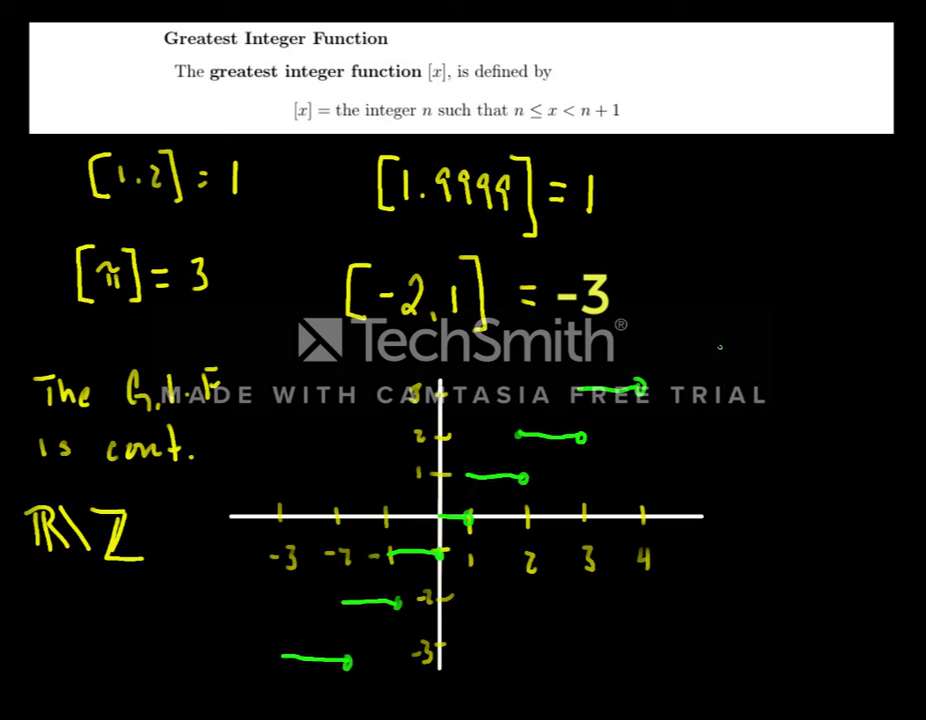 Greatest Integer Function
The greatest integer function [x], is defined by
[x] = the integer n such that n ≤ x < n + 1
[1.2] = 1
[1.9999] = 1
[π] = 3
[-2.1] = -3
TechSmith®
MADE WITH CAMTASIA FREE TRIAL
The G.I.F
is cont.
ℝ\ℤ
3
2
1
-3 -2 -1 1 2 3 4
-2
-3